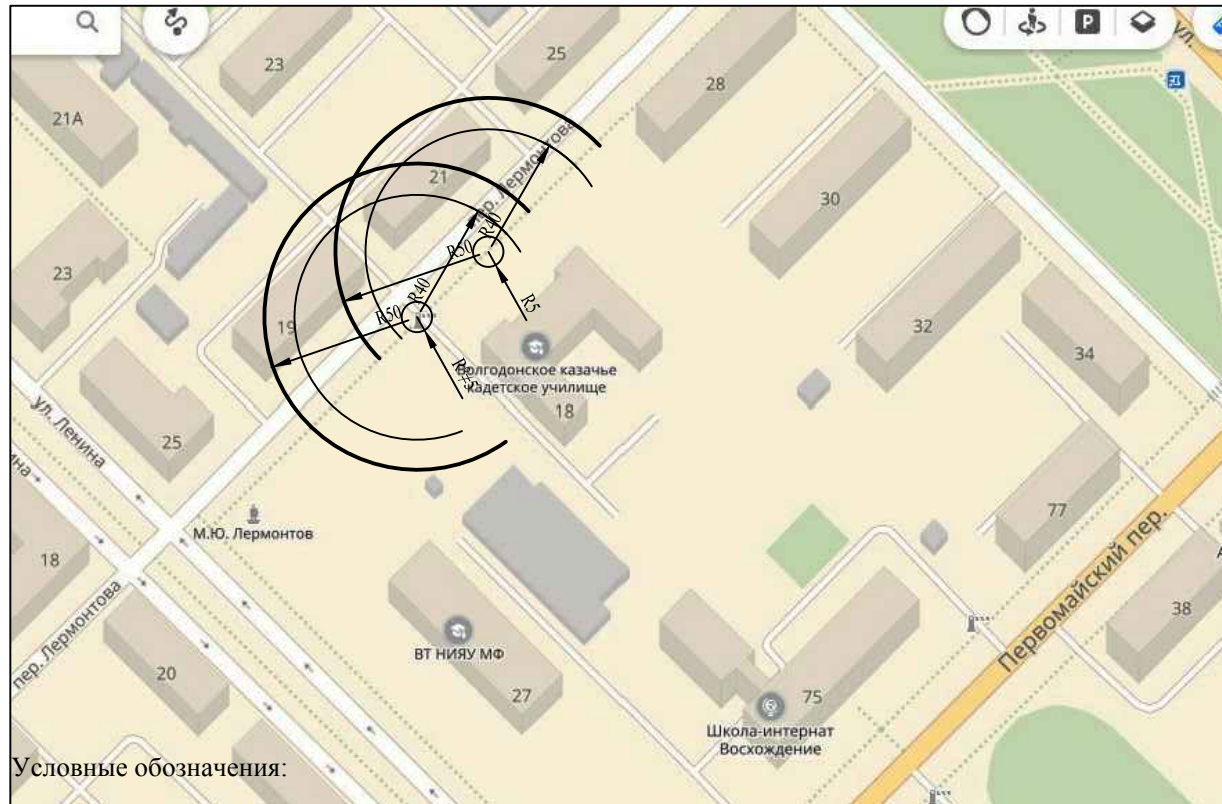 23
25
28
ул.
P
21А
21
пер. Лермонтова
30
R40
R50
R40
R50
R5
R5
23
19
32
34
Волгодонское казачье
кадетское училище
18
25
ул. Ленина
М.Ю. Лермонтов
77
Первомайский пер.
18
38
пер. Лермонтова
20
ВТ НИЯУ МФ
27
75
Школа-интернат
Восхождение
Условные обозначения: